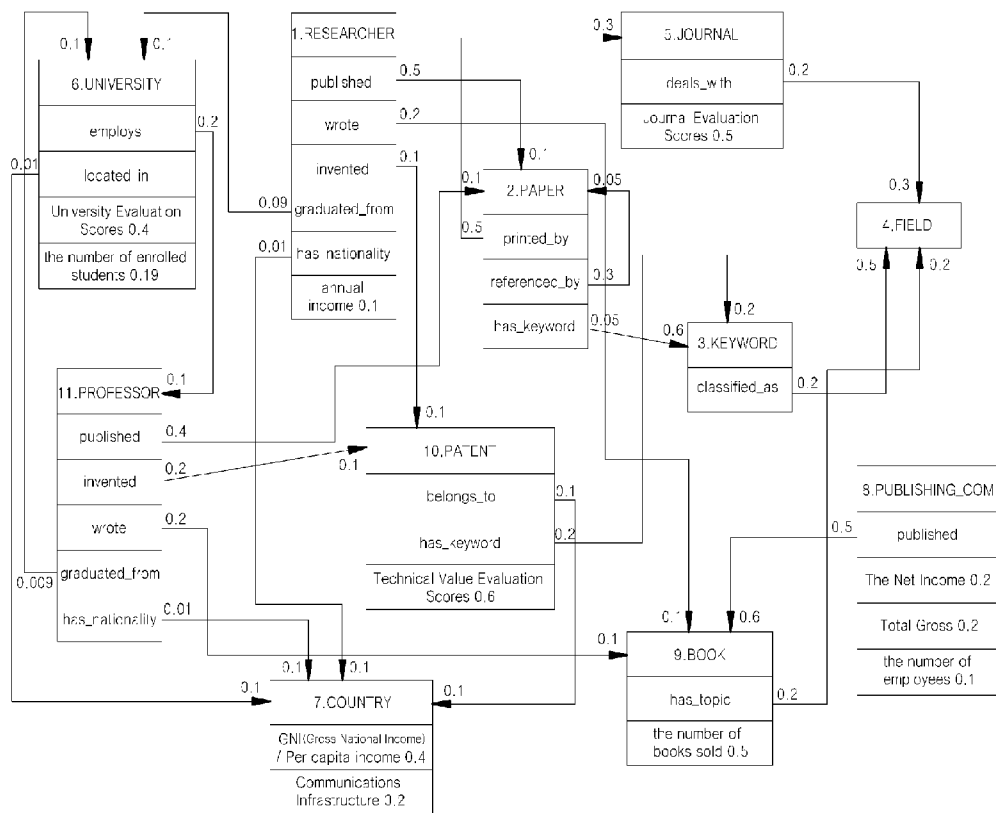 0.1
0.1
6.UNIVERSITY
employs
0.2
0.01
located_in
University Evaluation
Scores 0.4
the number of enrolled
students 0.19
1.RESEARCHER
published
0.5
wrote
0.2
invented
0.1
0.09
graduated_from
0.01
has_nationality
annual
income 0.1
0.3
5.JOURNAL
deals_with
0.2
Journal Evaluation
Scores 0.5
0.1
0.1
0.05
2.PAPER
0.5
printed_by
referenced_by
0.3
has_keyword
0.05
0.3
4.FIELD
0.5
0.2
0.2
0.6
3.KEYWORD
classified_as
0.2
0.1
11.PROFESSOR
published
0.4
invented
0.2
wrote
0.2
0.009
graduated_from
has_nationality
0.01
0.1
0.1
10.PATENT
belongs_to
0.1
has_keyword
0.2
Technical Value Evaluation
Scores 0.6
8.PUBLISHING_COM
0.5
published
The Net Income 0.2
Total Gross 0.2
the number of
employees 0.1
0.1
0.6
0.1
9.BOOK
has_topic
0.2
the number of
books sold 0.5
0.1
0.1
0.1
0.1
7.COUNTRY
GNI(Gross National Income)
/ Per capita income 0.4
Communications
Infrastructure 0.2